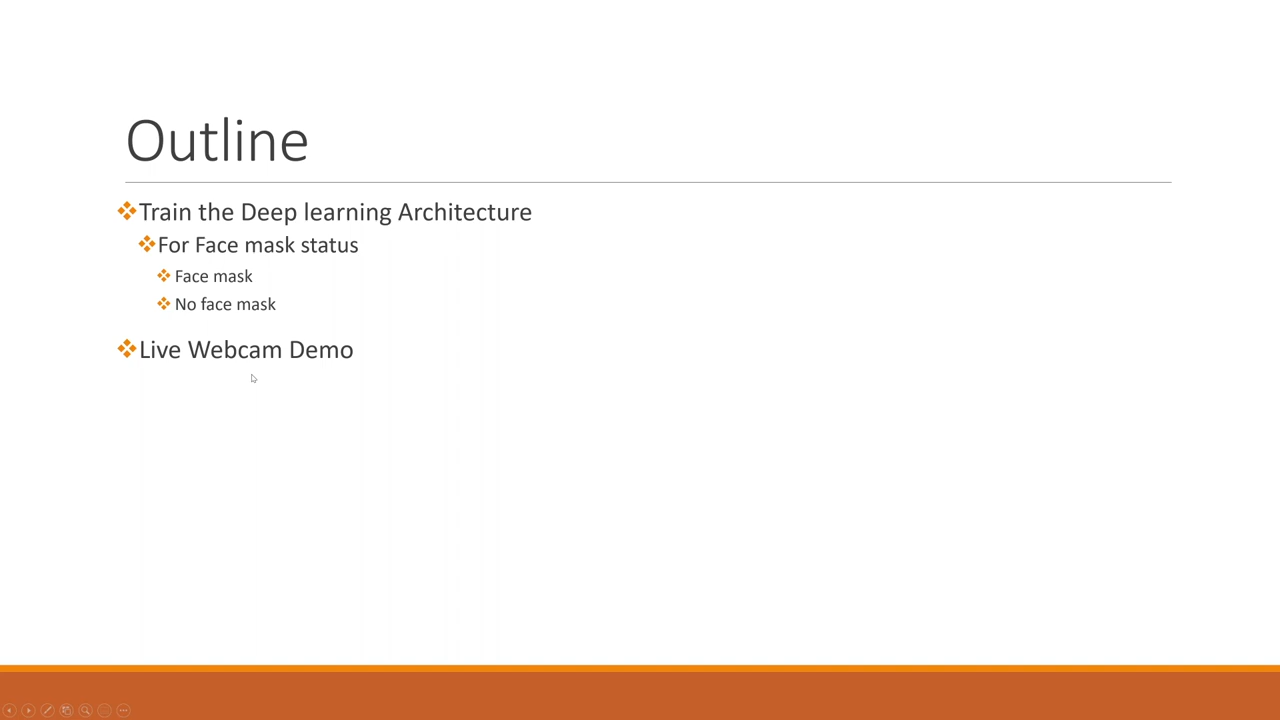 Outline
Train the Deep learning Architecture
For Face mask status
Face mask
No face mask
Live Webcam Demo